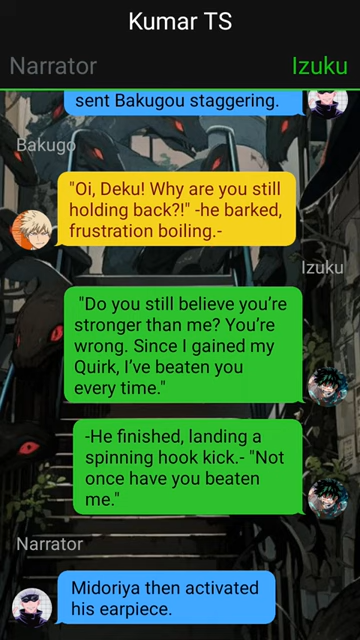 Kumar TS
Narrator
Izuku
sent Bakugou staggering.
Bakugo
"Oi, Deku! Why are you still
holding back?!" -he barked,
frustration boiling.-
Izuku
"Do you still believe you're
stronger than me? You're
wrong. Since I gained my
Quirk, I've beaten you
every time."
-He finished, landing a
spinning hook kick.- "Not
once have you beaten
me."
Narrator
Midoriya then activated
his earpiece.